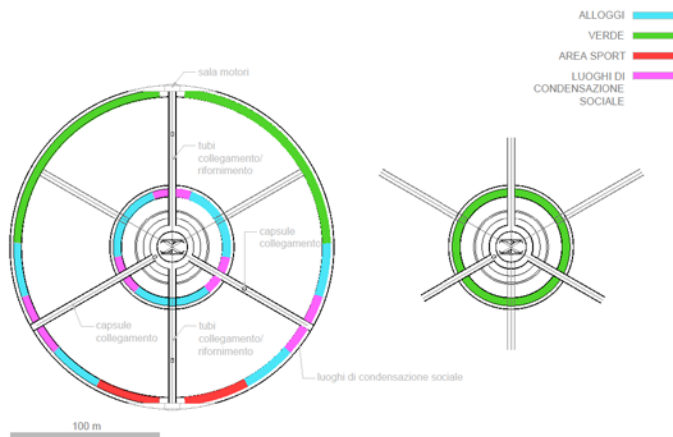 ALLOGGI
VERDE
AREA SPORT
LUOGHI DI
CONDENSAZIONE
SOCIALE
sala motori
tubi
collegamento/
rifornimento
capsule
collegamento
capsule
collegamento
tubi
collegamento/
rifornimento
luoghi di condensazione sociale
100 m